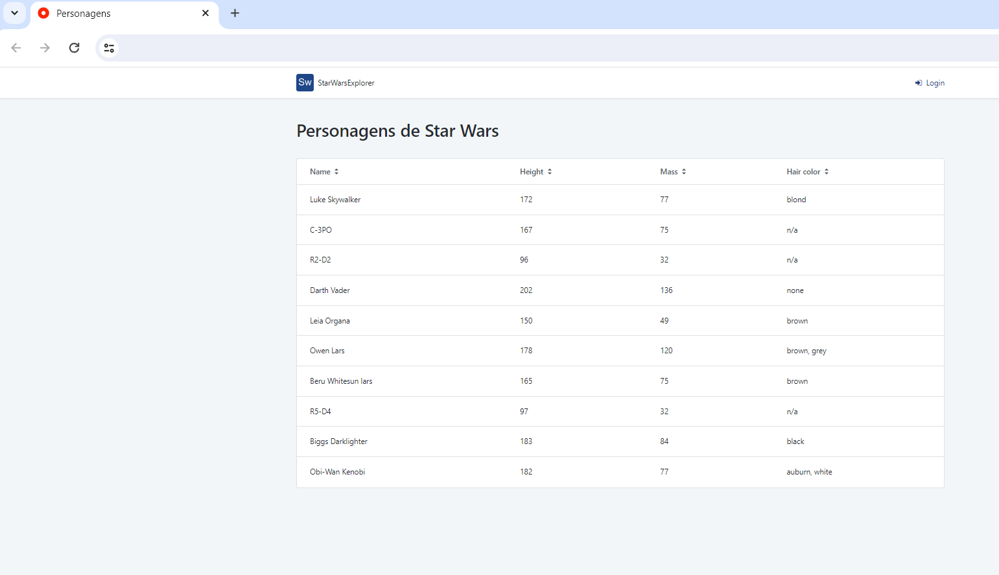 Personagens
Sw StarWarsExplorer Login
Personagens de Star Wars
Name Height Mass Hair color
Luke Skywalker 172 77 blond
C-3PO 167 75 n/a
R2-D2 96 32 n/a
Darth Vader 202 136 none
Leia Organa 150 49 brown
Owen Lars 178 120 brown, grey
Beru Whitesun lars 165 75 brown
R5-D4 97 32 n/a
Biggs Darklighter 183 84 black
Obi-Wan Kenobi 182 77 auburn, white